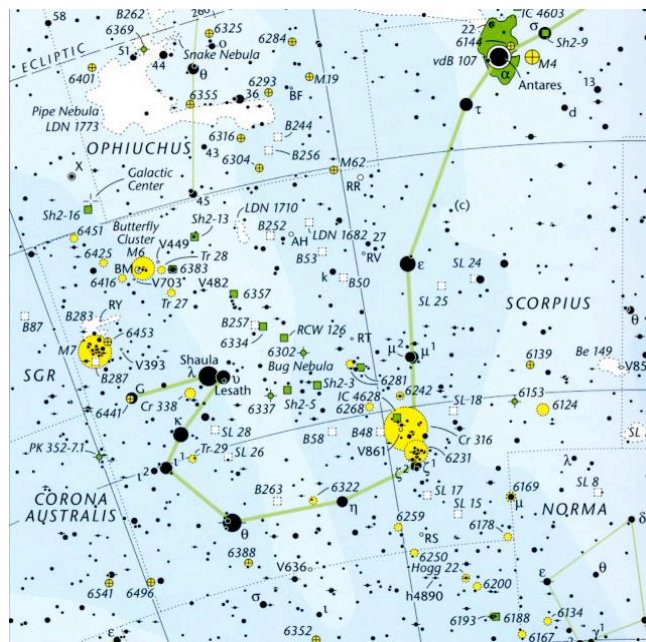 58
B262
6369
51
44
Snake Nebula
260°
6325
ο
θ
6284
ECLIPTIC
6401
6355
6293
36
BF
M19
Pipe Nebula
LDN 1773
OPHIUCHUS
6316
43
6304
B244
B256
M62
X
Galactic
Center
45
RR
Sh2-16
Butterfly
Cluster
M6
Sh2-13
LDN 1710
6451
V449
B252
AH
LDN 1682
27
RV
6425
BM
Tr 28
6383
B53
6416
V703
V482
k
B50
RY
Tr 27
6357
B283
B257
RCW 126
RT
B87
6453
6334
M7
V393
6302
Bug Nebula
SGR
B287
Shaula
λ
υ
Lesath
Sh2-3
6281
G
6441
Cr 338
6337
Sh2-5
IC 4628
6242
6268
κ
SL 28
B58
B48
Cr 316
PK 352-7.1
V861
6231
ι²
ι¹
Tr 29
SL 26
ζ²
ζ¹
CORONA
AUSTRALIS
B263
6322
η
θ
6259
RS
6388
6250
V636
Hogg 22
h4890
6541
6496
σ
ι
ε
6352
22
6144
IC 4603
σ
Sh2-9
vdB 107
M4
α
Antares
13
τ
d
(c)
ε
SL 24
SL 25
SCORPIUS
θ
μ²
μ¹
6139
Be 149
V85
SL 18
6153
6124
SL
λ
SL 17
SL 15
6169
μ
SL 8
6178
NORMA
δ
ε
θ
6200
6193
6188
6134
6167
γ¹